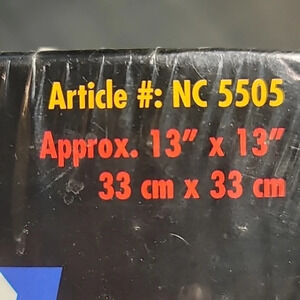 Article #: NC 5505
Approx. 13" x 13"
33 cm x 33 cm